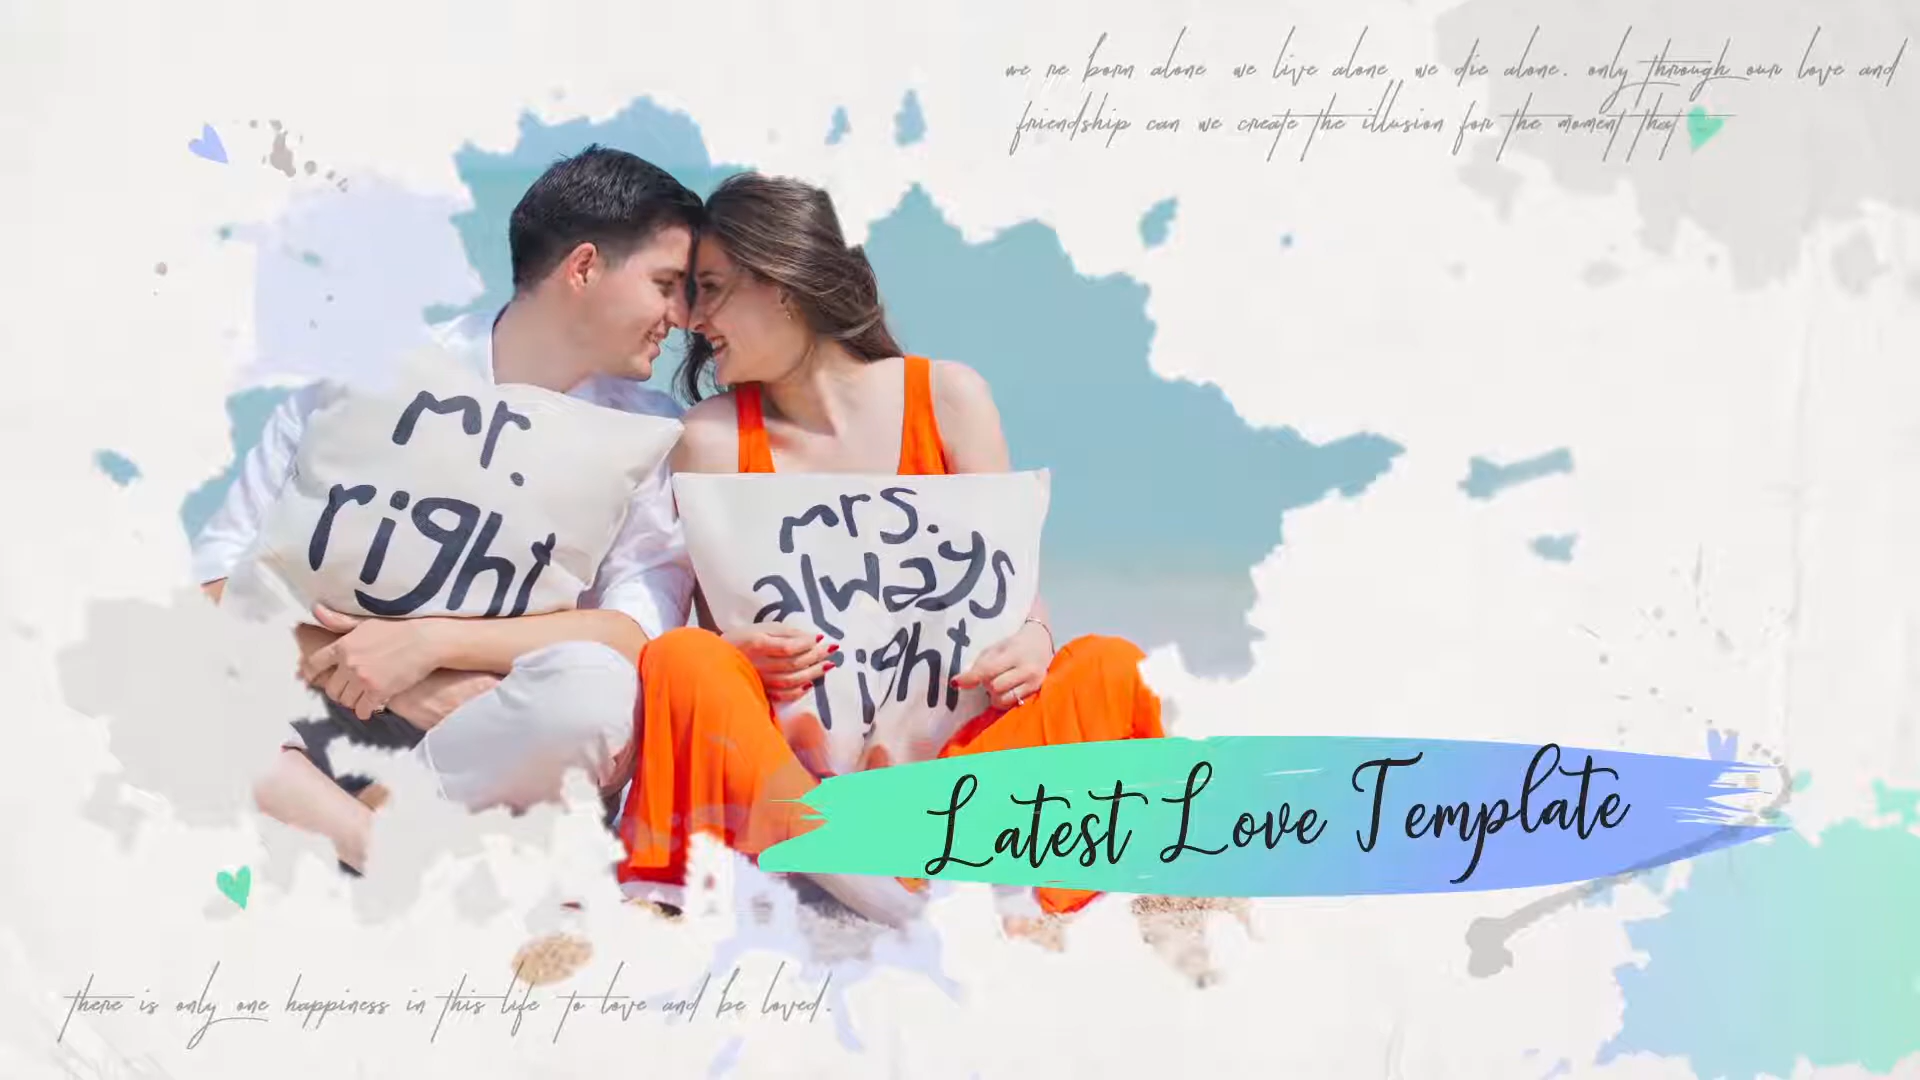 we re born alone we live alone we die alone. only through our love and
friendship can we create the illusion for the moment that
mr.
right
mrs.
always
right
Latest Love Template
there is only one happiness in this life to love and be loved.